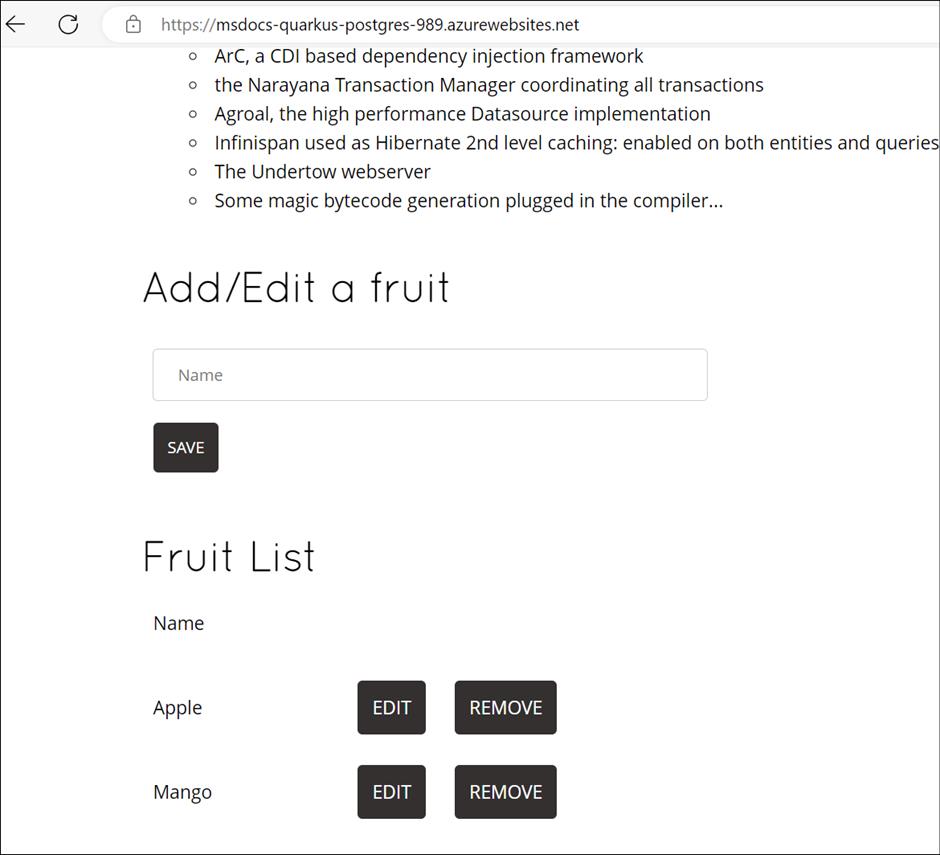 https://msdocs-quarkus-postgres-989.azurewebsites.net
ArC, a CDI based dependency injection framework
the Narayana Transaction Manager coordinating all transactions
Agroal, the high performance Datasource implementation
Infinispan used as Hibernate 2nd level caching: enabled on both entities and queries
The Undertow webserver
Some magic bytecode generation plugged in the compiler...
Add/Edit a fruit
Name
SAVE
Fruit List
Name
Apple EDIT REMOVE
Mango EDIT REMOVE